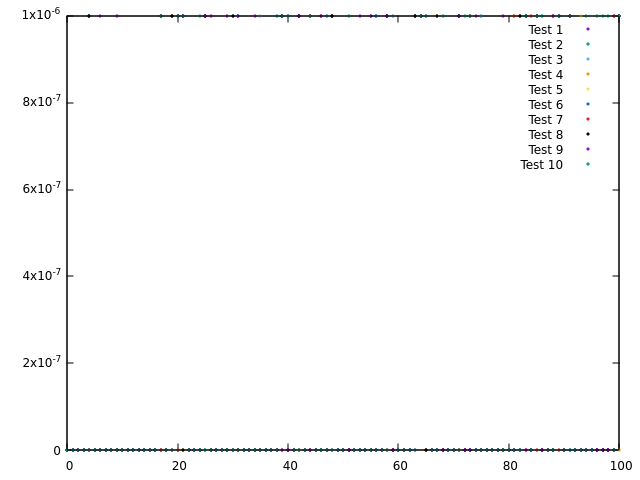 1x10⁻⁶
8x10⁻⁷
6x10⁻⁷
4x10⁻⁷
2x10⁻⁷
0
0 20 40 60 80 100
Test 1
Test 2
Test 3
Test 4
Test 5
Test 6
Test 7
Test 8
Test 9
Test 10